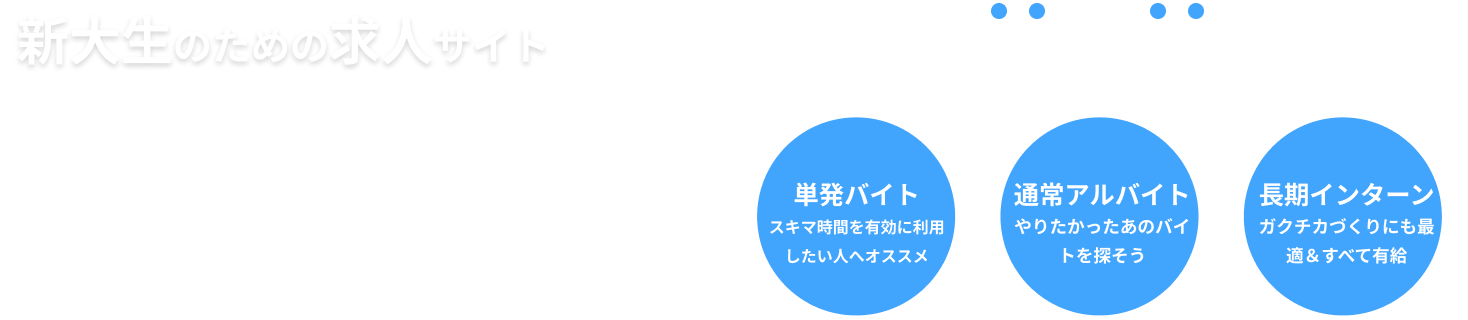 新大生のための求人サイト
単発バイト
スキマ時間を有効に利用
したい人へオススメ
通常アルバイト
やりたかったあのバイ
トを探そう
長期インターン
ガクチカづくりにも最
適＆すべて有給